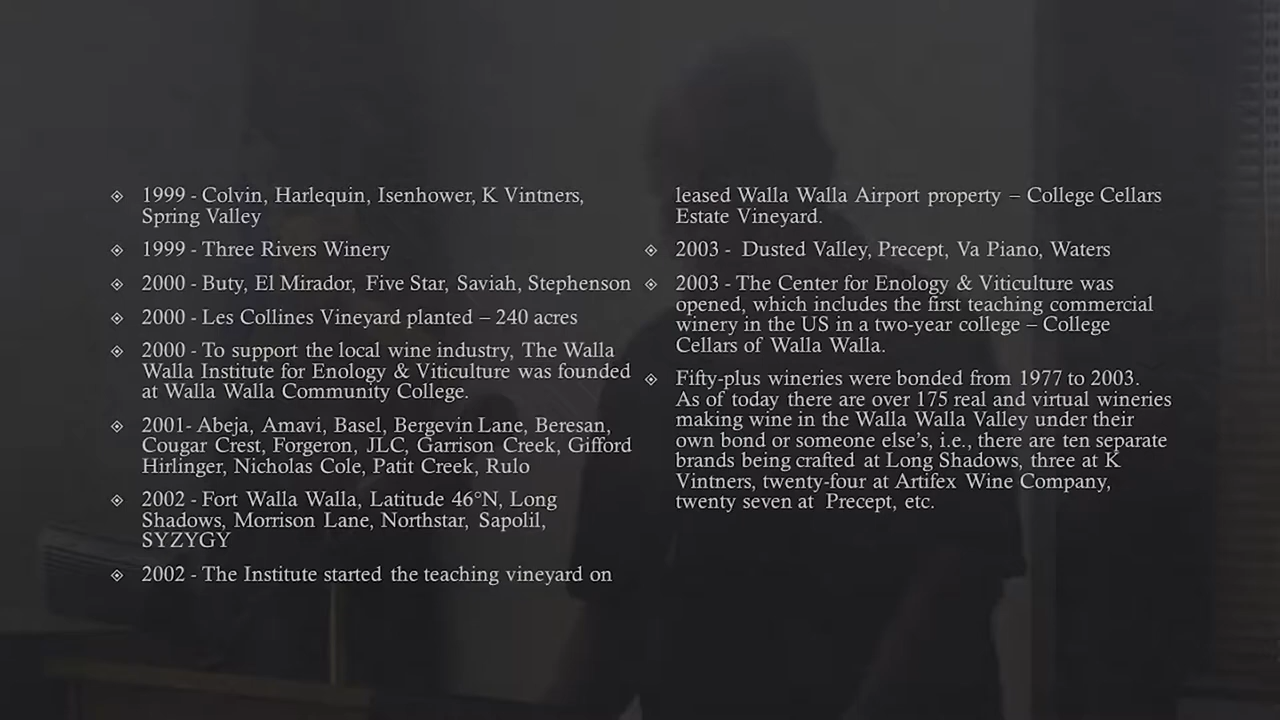 1999 - Colvin, Harlequin, Isenhower, K Vintners,
Spring Valley
1999 - Three Rivers Winery
2000 - Buty, El Mirador, Five Star, Saviah, Stephenson
2000 - Les Collines Vineyard planted – 240 acres
2000 - To support the local wine industry, The Walla
Walla Institute for Enology & Viticulture was founded
at Walla Walla Community College.
2001- Abeja, Amavi, Basel, Bergevin Lane, Beresan,
Cougar Crest, Forgeron, JLC, Garrison Creek, Gifford
Hirlinger, Nicholas Cole, Patit Creek, Rulo
2002 - Fort Walla Walla, Latitude 46°N, Long
Shadows, Morrison Lane, Northstar, Sapolil,
SYZYGY
2002 - The Institute started the teaching vineyard on
leased Walla Walla Airport property – College Cellars
Estate Vineyard.
2003 - Dusted Valley, Precept, Va Piano, Waters
2003 - The Center for Enology & Viticulture was
opened, which includes the first teaching commercial
winery in the US in a two-year college – College
Cellars of Walla Walla.
Fifty-plus wineries were bonded from 1977 to 2003.
As of today there are over 175 real and virtual wineries
making wine in the Walla Walla Valley under their
own bond or someone else's, i.e., there are ten separate
brands being crafted at Long Shadows, three at K
Vintners, twenty-four at Artifex Wine Company,
twenty seven at Precept, etc.